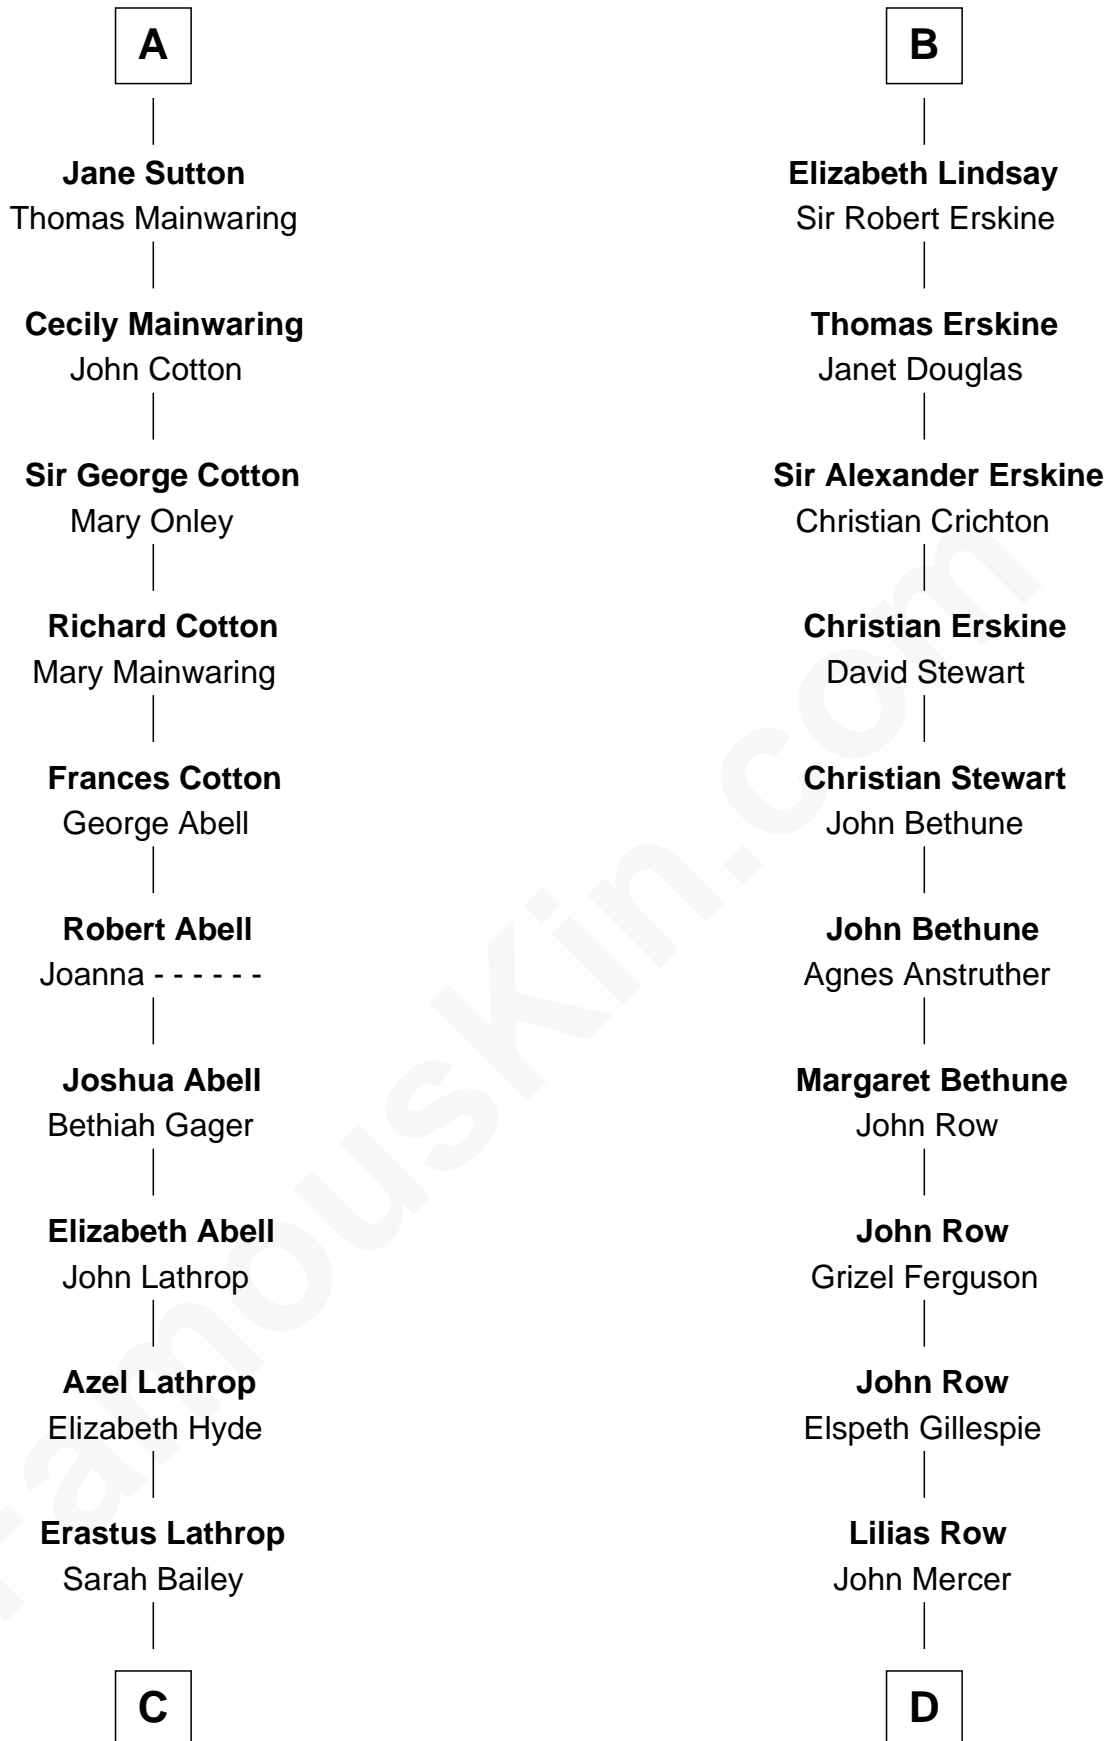 A
Jane Sutton
Thomas Mainwaring
Cecily Mainwaring
John Cotton
Sir George Cotton
Mary Onley
Richard Cotton
Mary Mainwaring
Frances Cotton
George Abell
Robert Abell
Joanna - - - - - -
Joshua Abell
Bethiah Gager
Elizabeth Abell
John Lathrop
Azel Lathrop
Elizabeth Hyde
Erastus Lathrop
Sarah Bailey
C
B
Elizabeth Lindsay
Sir Robert Erskine
Thomas Erskine
Janet Douglas
Sir Alexander Erskine
Christian Crichton
Christian Erskine
David Stewart
Christian Stewart
John Bethune
John Bethune
Agnes Anstruther
Margaret Bethune
John Row
John Row
Grizel Ferguson
John Row
Elspeth Gillespie
Lilias Row
John Mercer
D
FamousKin.com